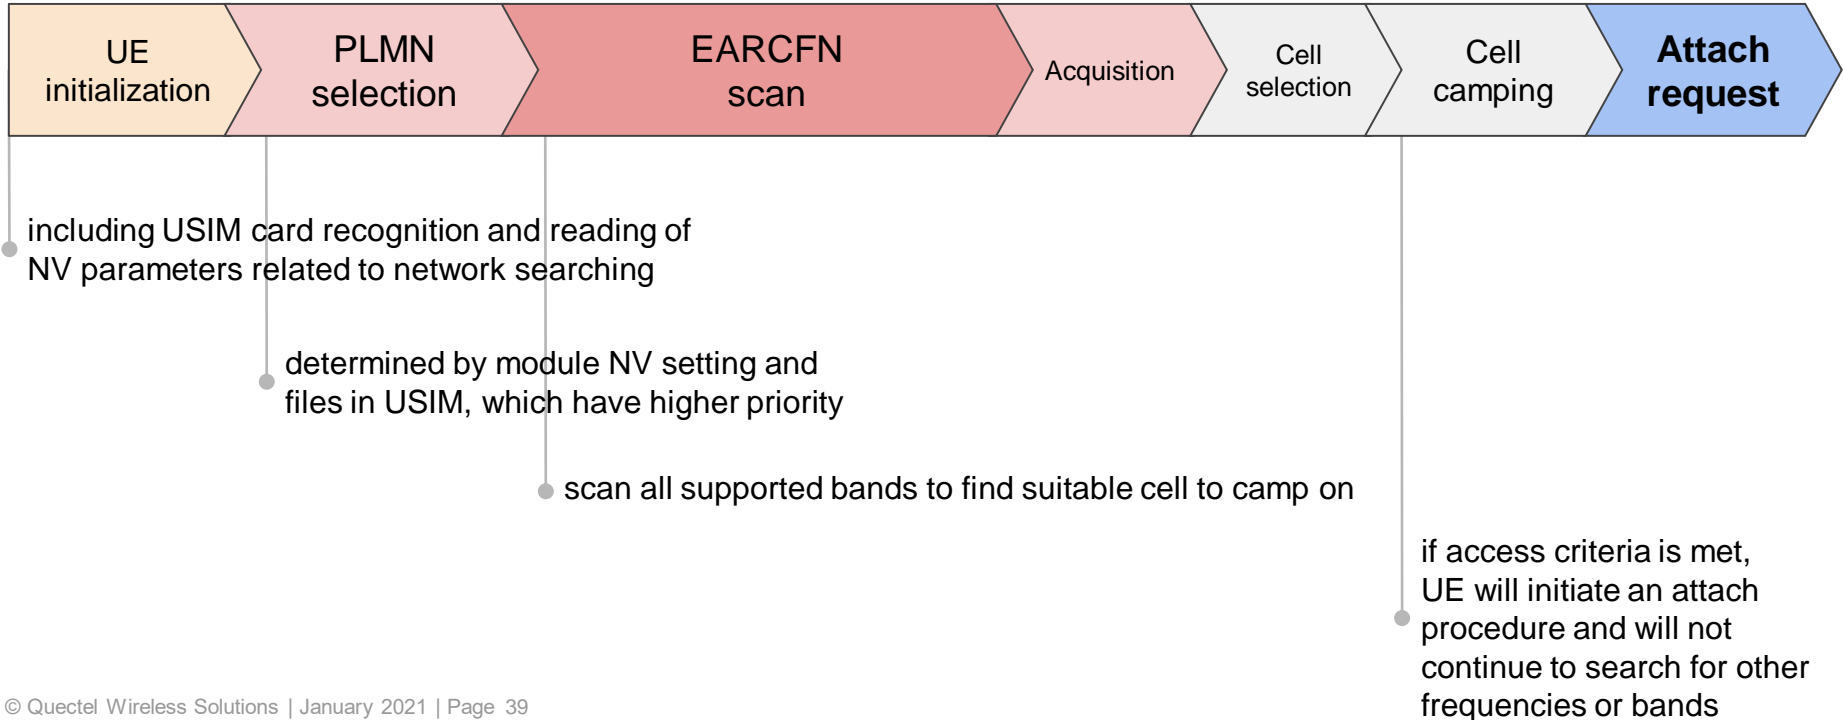 UE
initialization
PLMN
selection
EARCFN
scan
Acquisition
Cell
selection
Cell
camping
Attach
request
including USIM card recognition and reading of
NV parameters related to network searching
determined by module NV setting and
files in USIM, which have higher priority
scan all supported bands to find suitable cell to camp on
if access criteria is met,
UE will initiate an attach
procedure and will not
continue to search for other
frequencies or bands
© Quectel Wireless Solutions | January 2021 | Page 39